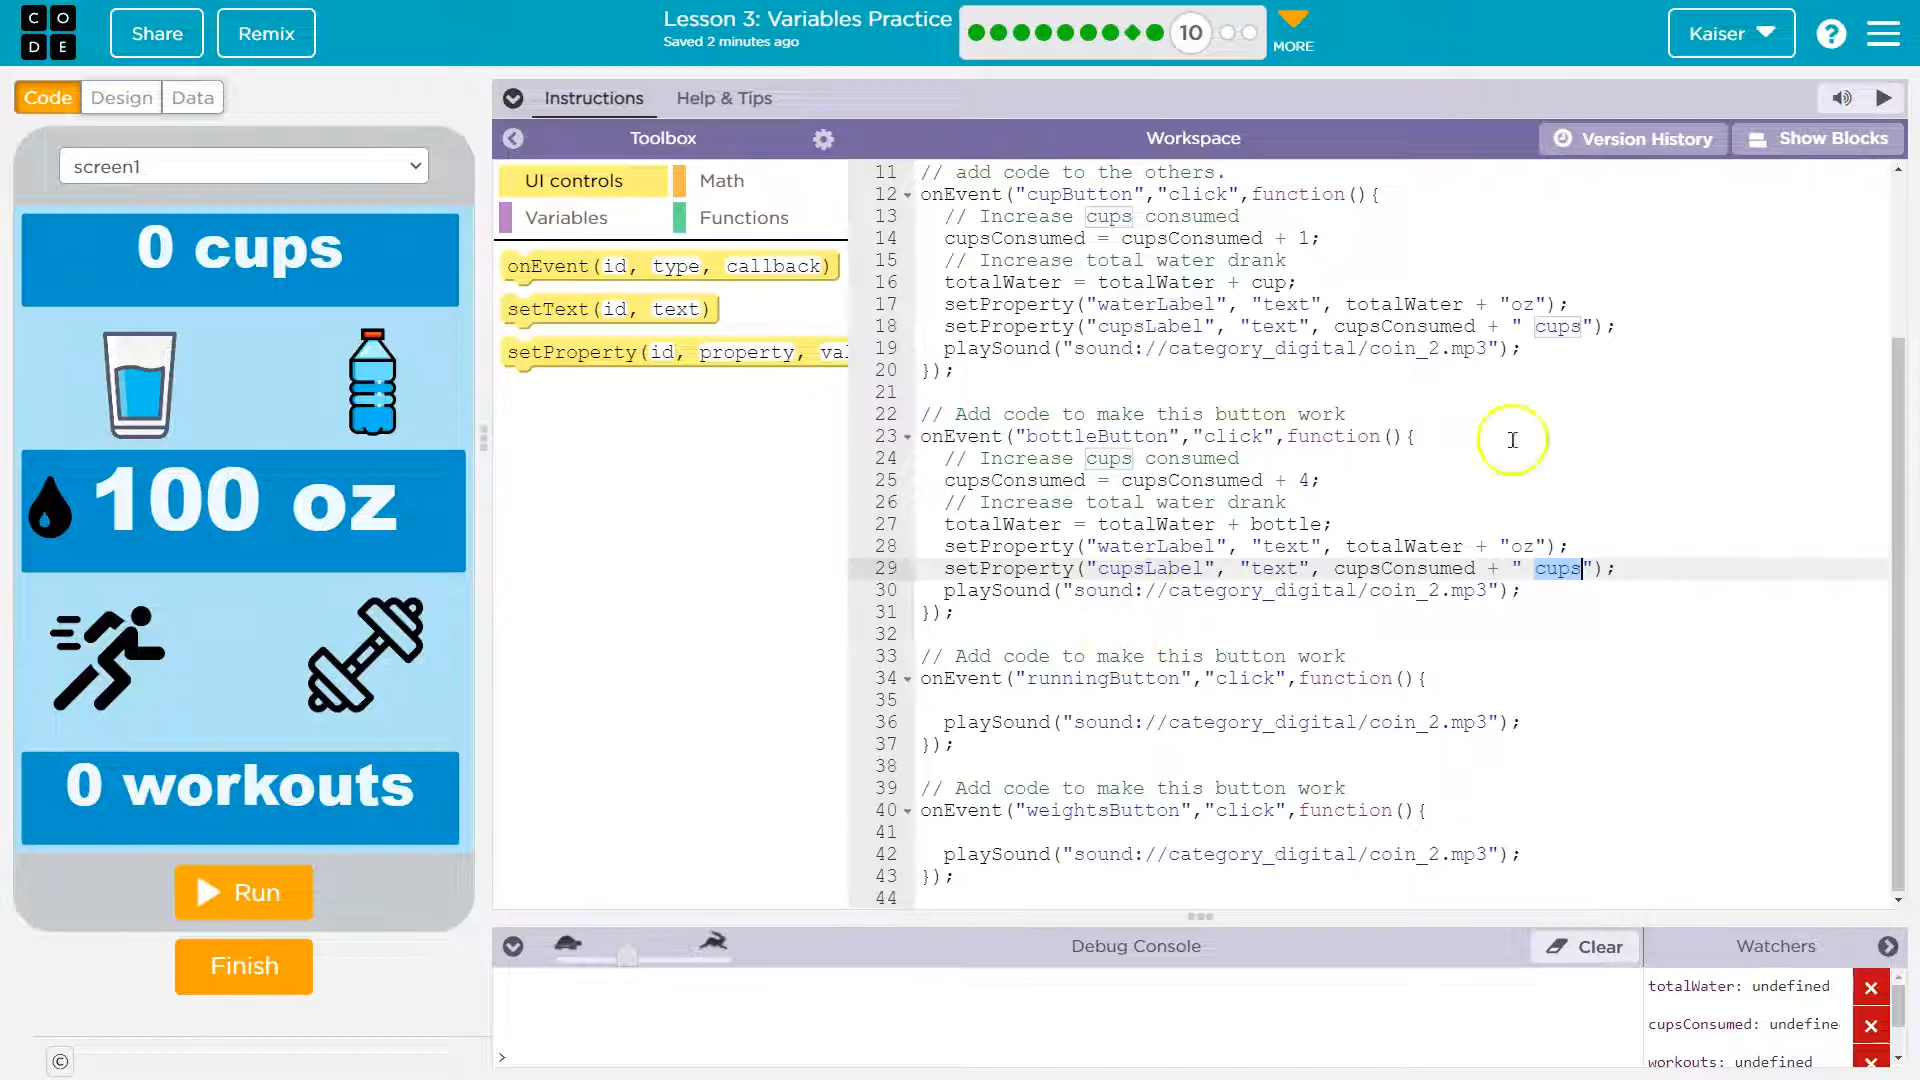 C O
D E
Share
Remix
Lesson 3: Variables Practice
Saved 2 minutes ago
10
MORE
Kaiser
?
Code
Design
Data
Instructions
Help & Tips
Toolbox
Workspace
Version History
Show Blocks
screen1
0 cups
100 oz
0 workouts
Run
Finish
©
UI controls
Math
Variables
Functions
onEvent(id, type, callback)
setText(id, text)
setProperty(id, property, val
11 // add code to the others.
12 onEvent("cupButton","click",function(){
13 // Increase cups consumed
14 cupsConsumed = cupsConsumed + 1;
15 // Increase total water drank
16 totalWater = totalWater + cup;
17 setProperty("waterLabel", "text", totalWater + "oz");
18 setProperty("cupsLabel", "text", cupsConsumed + " cups");
19 playSound("sound://category_digital/coin_2.mp3");
20 });
21
22 // Add code to make this button work
23 onEvent("bottleButton","click",function(){
24 // Increase cups consumed
25 cupsConsumed = cupsConsumed + 4;
26 // Increase total water drank
27 totalWater = totalWater + bottle;
28 setProperty("waterLabel", "text", totalWater + "oz");
29 setProperty("cupsLabel", "text", cupsConsumed + " cups");
30 playSound("sound://category_digital/coin_2.mp3");
31 });
32
33 // Add code to make this button work
34 onEvent("runningButton","click",function(){
35
36 playSound("sound://category_digital/coin_2.mp3");
37 });
38
39 // Add code to make this button work
40 onEvent("weightsButton","click",function(){
41
42 playSound("sound://category_digital/coin_2.mp3");
43 });
44
Debug Console
Clear
Watchers
>
totalWater: undefined
cupsConsumed: undefine
workouts: undefined